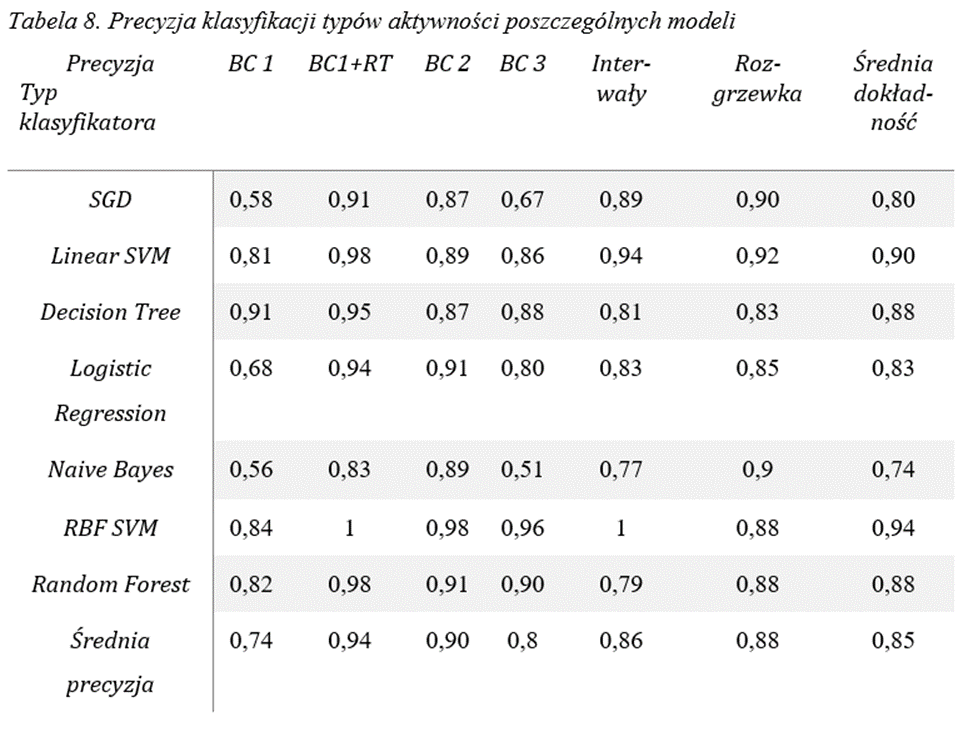 Tabela 8. Precyzja klasyfikacji typów aktywności poszczególnych modeli
Precyzja BC 1 BC1+RT BC 2 BC 3 Inter- Roz- Średnia
Typ wały grzewka dokład-
klasyfikatora ność
SGD 0,58 0,91 0,87 0,67 0,89 0,90 0,80
Linear SVM 0,81 0,98 0,89 0,86 0,94 0,92 0,90
Decision Tree 0,91 0,95 0,87 0,88 0,81 0,83 0,88
Logistic 0,68 0,94 0,91 0,80 0,83 0,85 0,83
Regression
Naive Bayes 0,56 0,83 0,89 0,51 0,77 0,9 0,74
RBF SVM 0,84 1 0,98 0,96 1 0,88 0,94
Random Forest 0,82 0,98 0,91 0,90 0,79 0,88 0,88
Średnia 0,74 0,94 0,90 0,8 0,86 0,88 0,85
precyzja